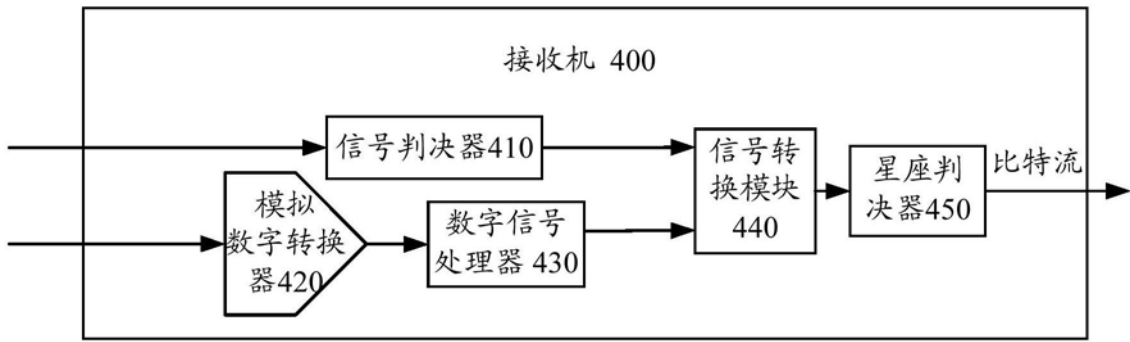 接收机 400
信号判决器410
模拟
数字转换
器420
数字信号
处理器 430
信号转
换模块
440
星座判
决器450
比特流